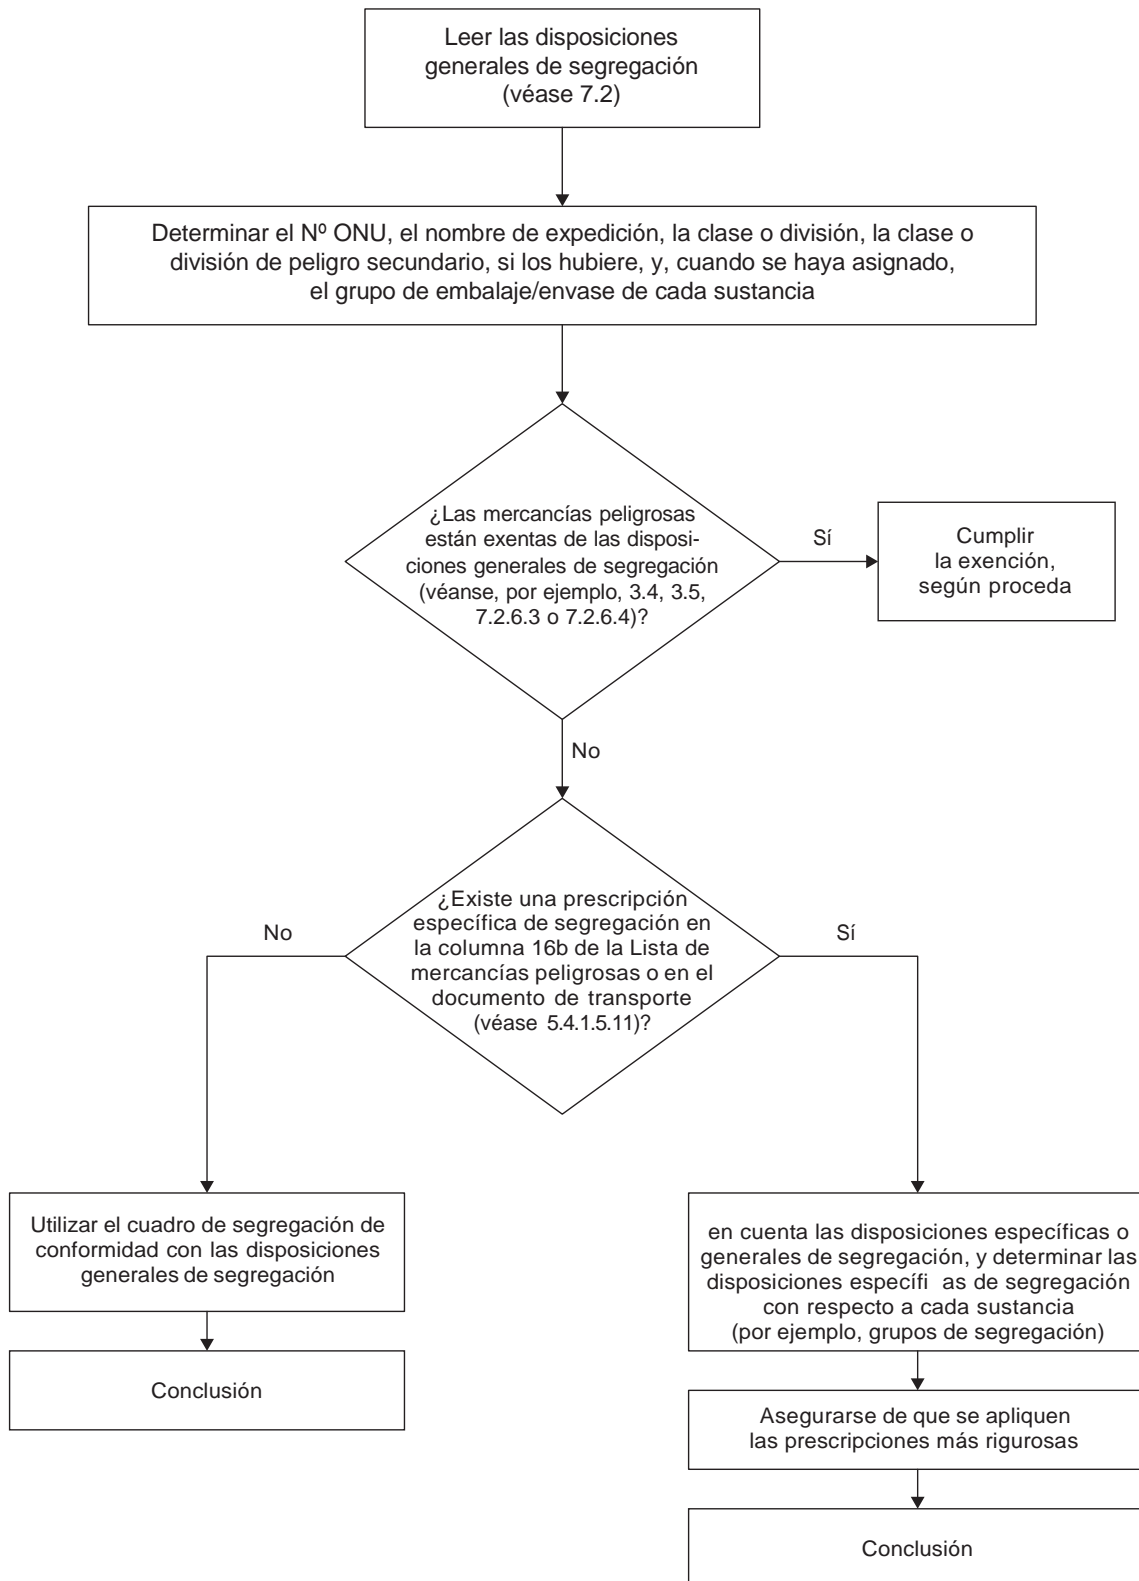 Leer las disposiciones
generales de segregación
(véase 7.2)
Determinar el Nº ONU, el nombre de expedición, la clase o división, la clase o
división de peligro secundario, si los hubiere, y, cuando se haya asignado,
el grupo de embalaje/envase de cada sustancia
¿Las mercancías peligrosas
están exentas de las disposi-
ciones generales de segregación
(véanse, por ejemplo, 3.4, 3.5,
7.2.6.3 o 7.2.6.4)?
Sí
Cumplir
la exención,
según proceda
No
¿Existe una prescripción
específica de segregación en
la columna 16b de la Lista de
mercancías peligrosas o en el
documento de transporte
(véase 5.4.1.5.11)?
No
Sí
Utilizar el cuadro de segregación de
conformidad con las disposiciones
generales de segregación
Conclusión
en cuenta las disposiciones específicas o
generales de segregación, y determinar las
disposiciones específi as de segregación
con respecto a cada sustancia
(por ejemplo, grupos de segregación)
Asegurarse de que se apliquen
las prescripciones más rigurosas
Conclusión